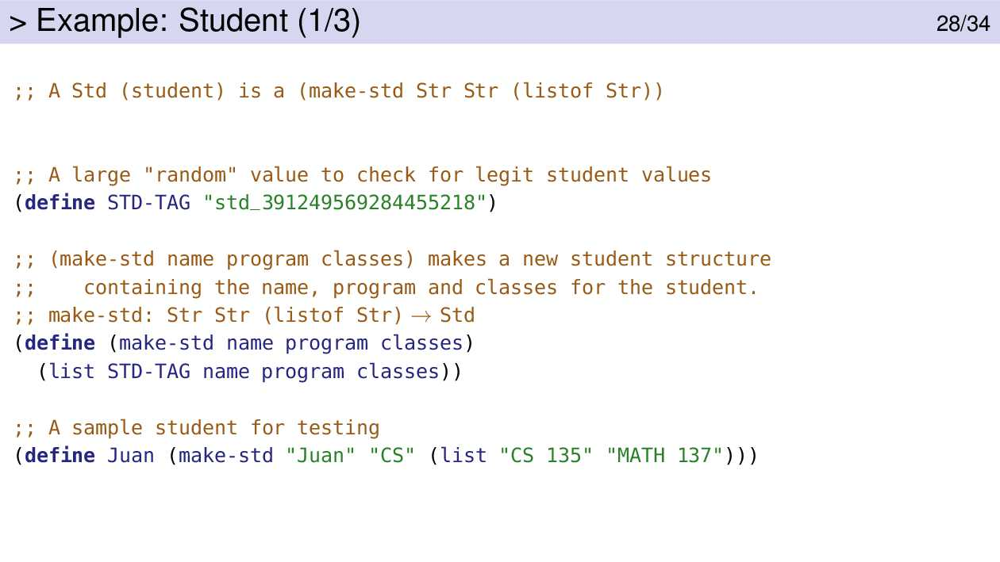 > Example: Student (1/3) 28/34
;; A Std (student) is a (make-std Str Str (listof Str))
;; A large "random" value to check for legit student values
(define STD-TAG "std_391249569284455218")
;; (make-std name program classes) makes a new student structure
;;    containing the name, program and classes for the student.
;; make-std: Str Str (listof Str) → Std
(define (make-std name program classes)
  (list STD-TAG name program classes))
;; A sample student for testing
(define Juan (make-std "Juan" "CS" (list "CS 135" "MATH 137")))